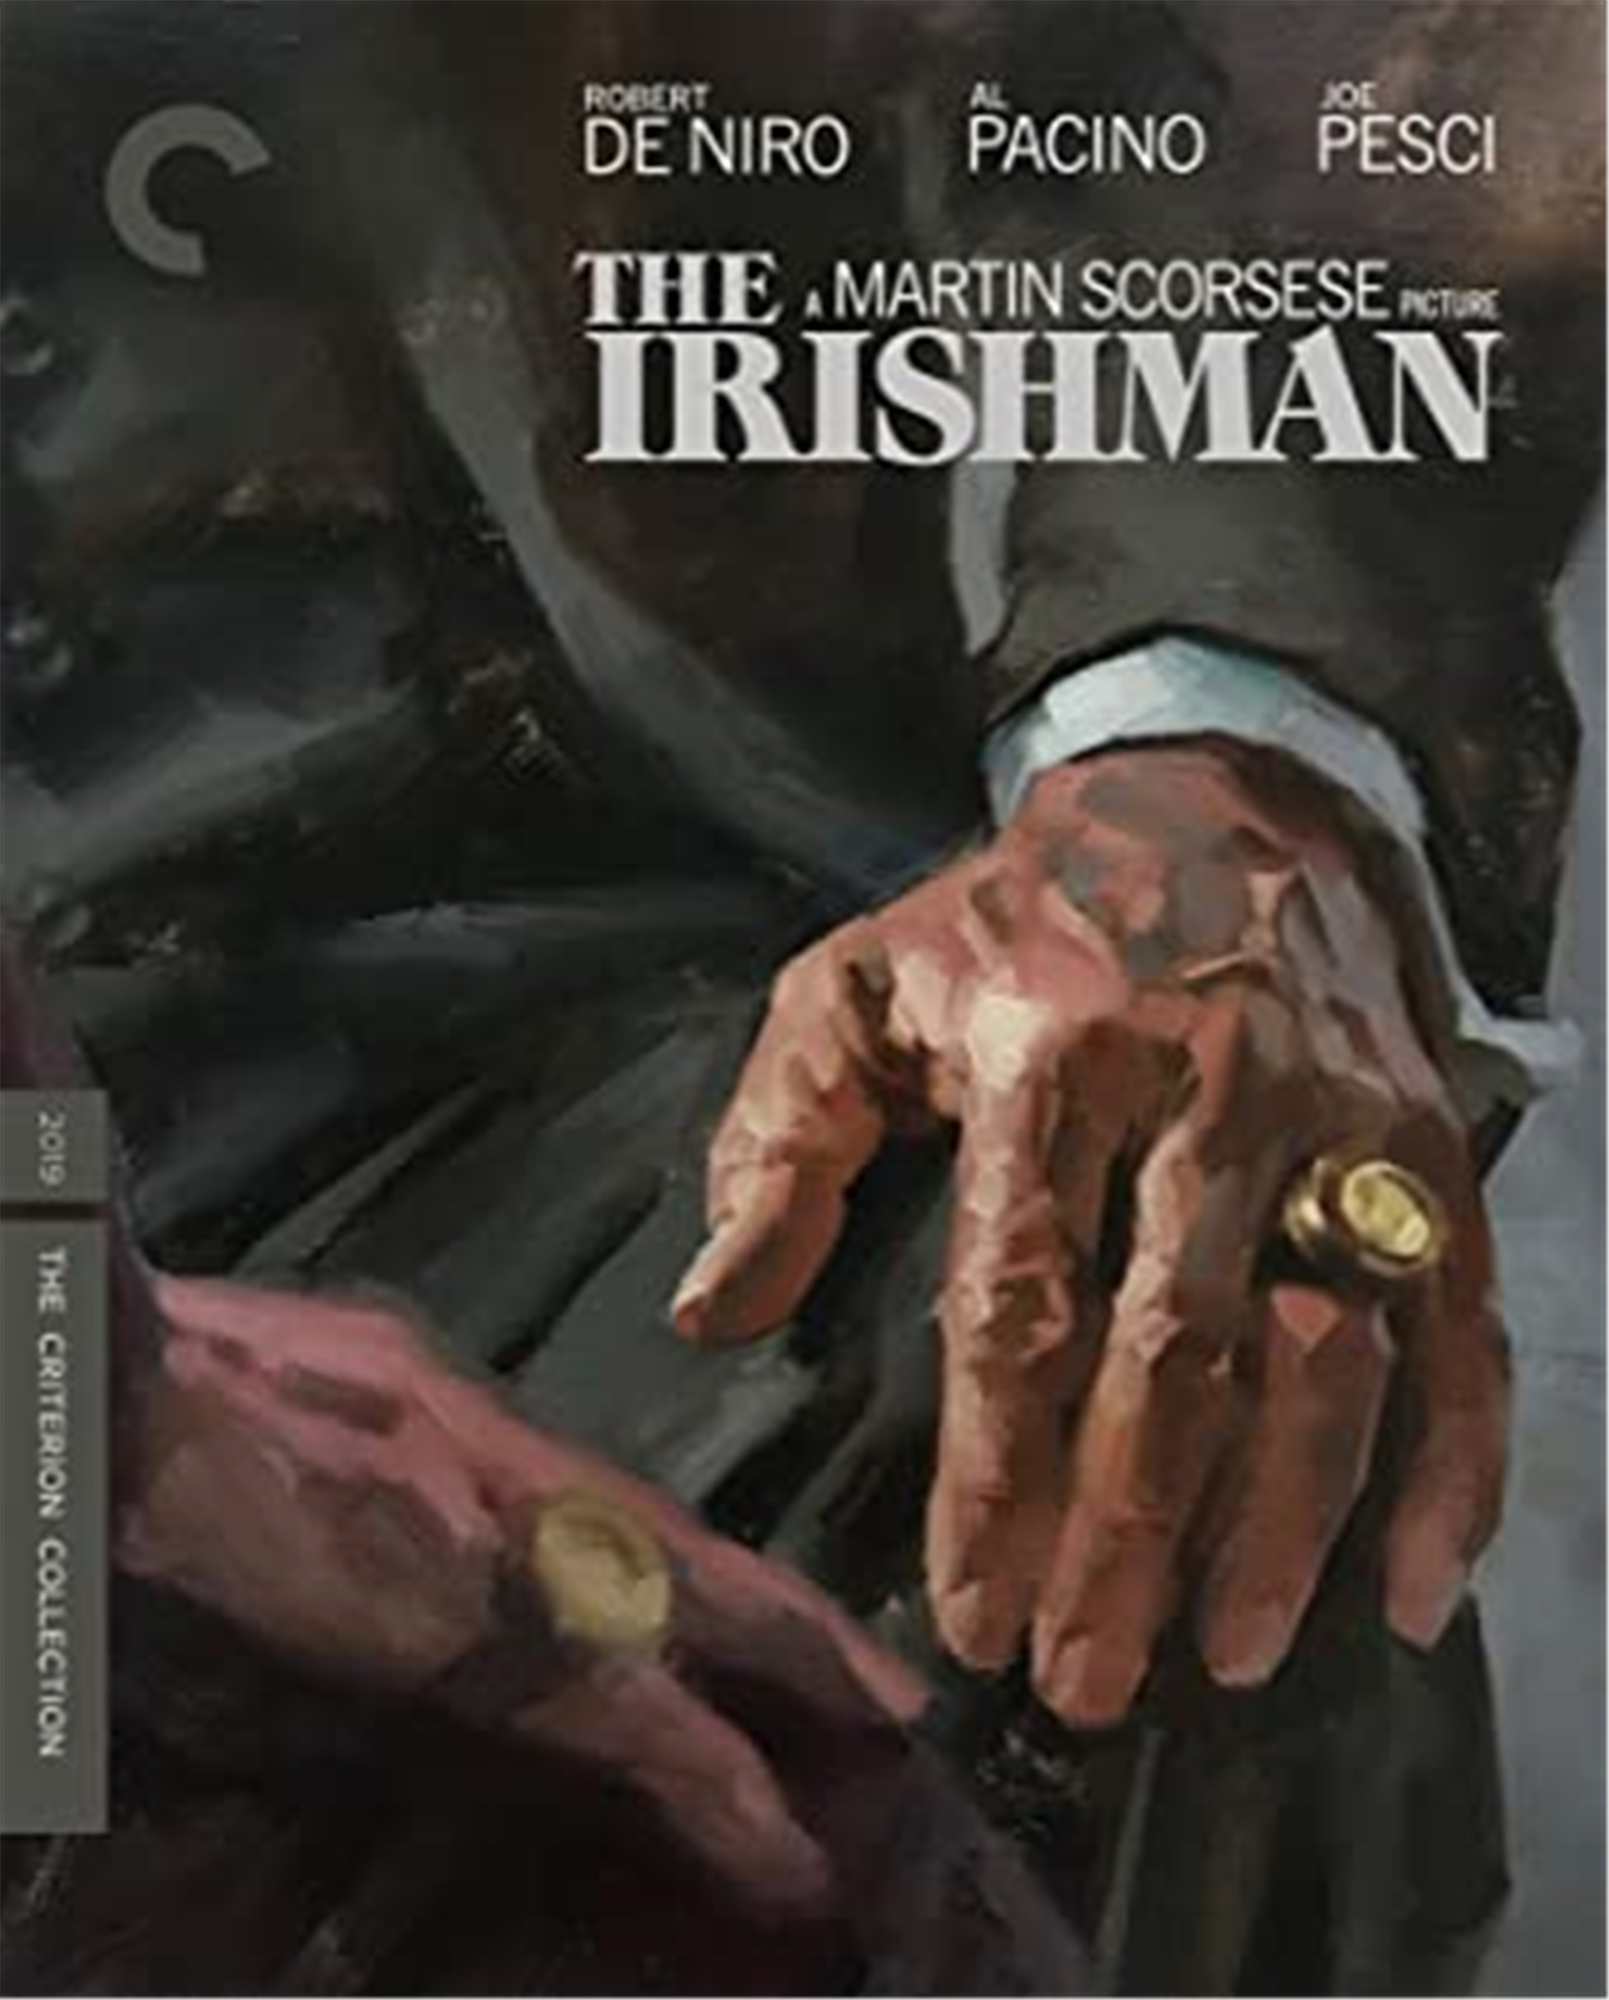 ROBERT
DE NIRO
AL
PACINO
JOE
PESCI
THE A MARTIN SCORSESE PICTURE
IRISHMAN
2019
THE CRITERION COLLECTION